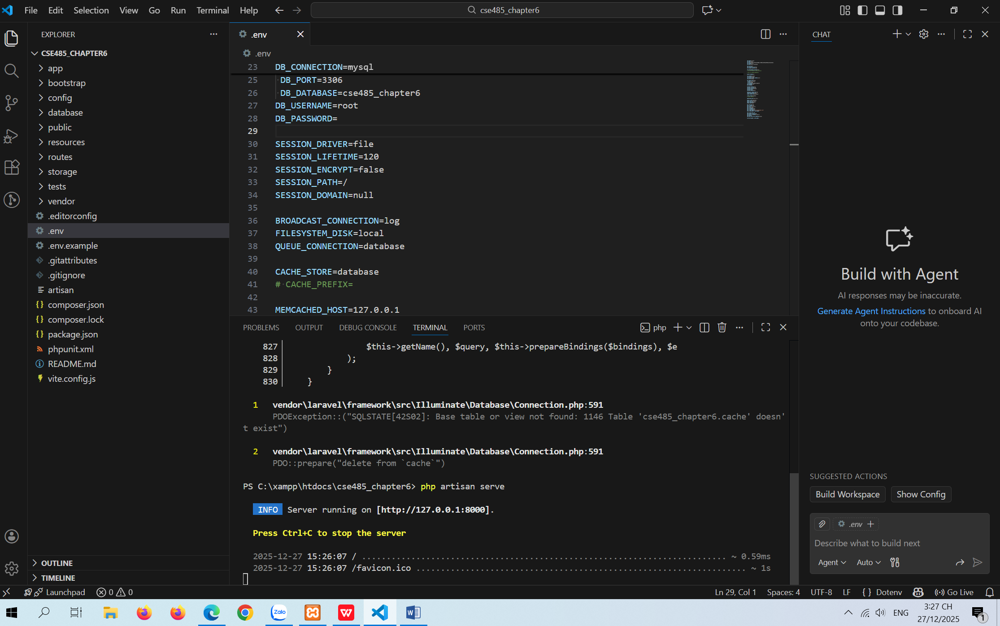 File Edit Selection View Go Run Terminal Help
cse485_chapter6
EXPLORER
CSE485_CHAPTER6
app
bootstrap
config
database
public
resources
routes
storage
tests
vendor
.editorconfig
.env
.env.example
.gitattributes
.gitignore
artisan
composer.json
composer.lock
package.json
phpunit.xml
README.md
vite.config.js
OUTLINE
TIMELINE
.env
.env
23 DB_CONNECTION=mysql
25 DB_PORT=3306
26 DB_DATABASE=cse485_chapter6
27 DB_USERNAME=root
28 DB_PASSWORD=
29
30 SESSION_DRIVER=file
31 SESSION_LIFETIME=120
32 SESSION_ENCRYPT=false
33 SESSION_PATH=/
34 SESSION_DOMAIN=null
35
36 BROADCAST_CONNECTION=log
37 FILESYSTEM_DISK=local
38 QUEUE_CONNECTION=database
39
40 CACHE_STORE=database
41 # CACHE_PREFIX=
42
43 MEMCACHED_HOST=127.0.0.1
PROBLEMS OUTPUT DEBUG CONSOLE TERMINAL PORTS
php
827 $this->getName(), $query, $this->prepareBindings($bindings), $e
828 );
829 }
830 }
1 vendor\laravel\framework\src\Illuminate\Database\Connection.php:591
PDOException::("SQLSTATE[42S02]: Base table or view not found: 1146 Table 'cse485_chapter6.cache' doesn'
t exist")
2 vendor\laravel\framework\src\Illuminate\Database\Connection.php:591
PDO::prepare("delete from `cache`")
PS C:\xampp\htdocs\cse485_chapter6> php artisan serve
INFO Server running on [http://127.0.0.1:8000].
Press Ctrl+C to stop the server
2025-12-27 15:26:07 / .......................................................................... ~ 0.59ms
2025-12-27 15:26:07 /favicon.ico ................................................................... ~ 1s
CHAT
Build with Agent
AI responses may be inaccurate.
Generate Agent Instructions to onboard AI
onto your codebase.
SUGGESTED ACTIONS
Build Workspace Show Config
.env
Describe what to build next
Agent Auto
Launchpad 0 0
Ln 29, Col 1 Spaces: 4 UTF-8 LF { } Dotenv Go Live
Zalo
ENG
3:27 CH
27/12/2025
1